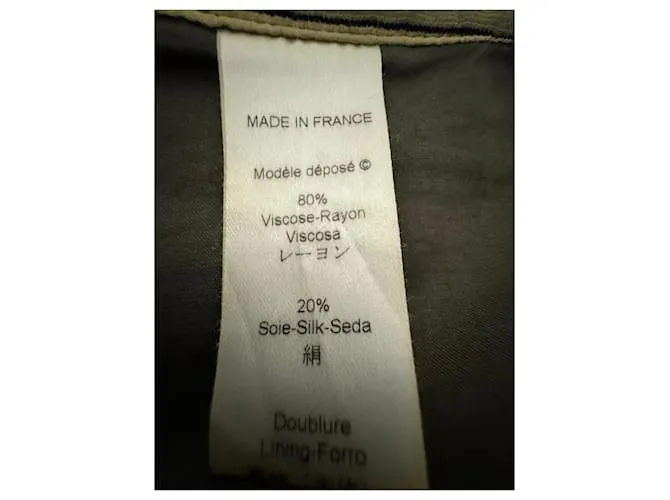 MADE IN FRANCE
Modèle déposé ©
80%
Viscose-Rayon
Viscosa
レーヨン
20%
Soie-Silk-Seda
絹
Doublure
Lining-Forro